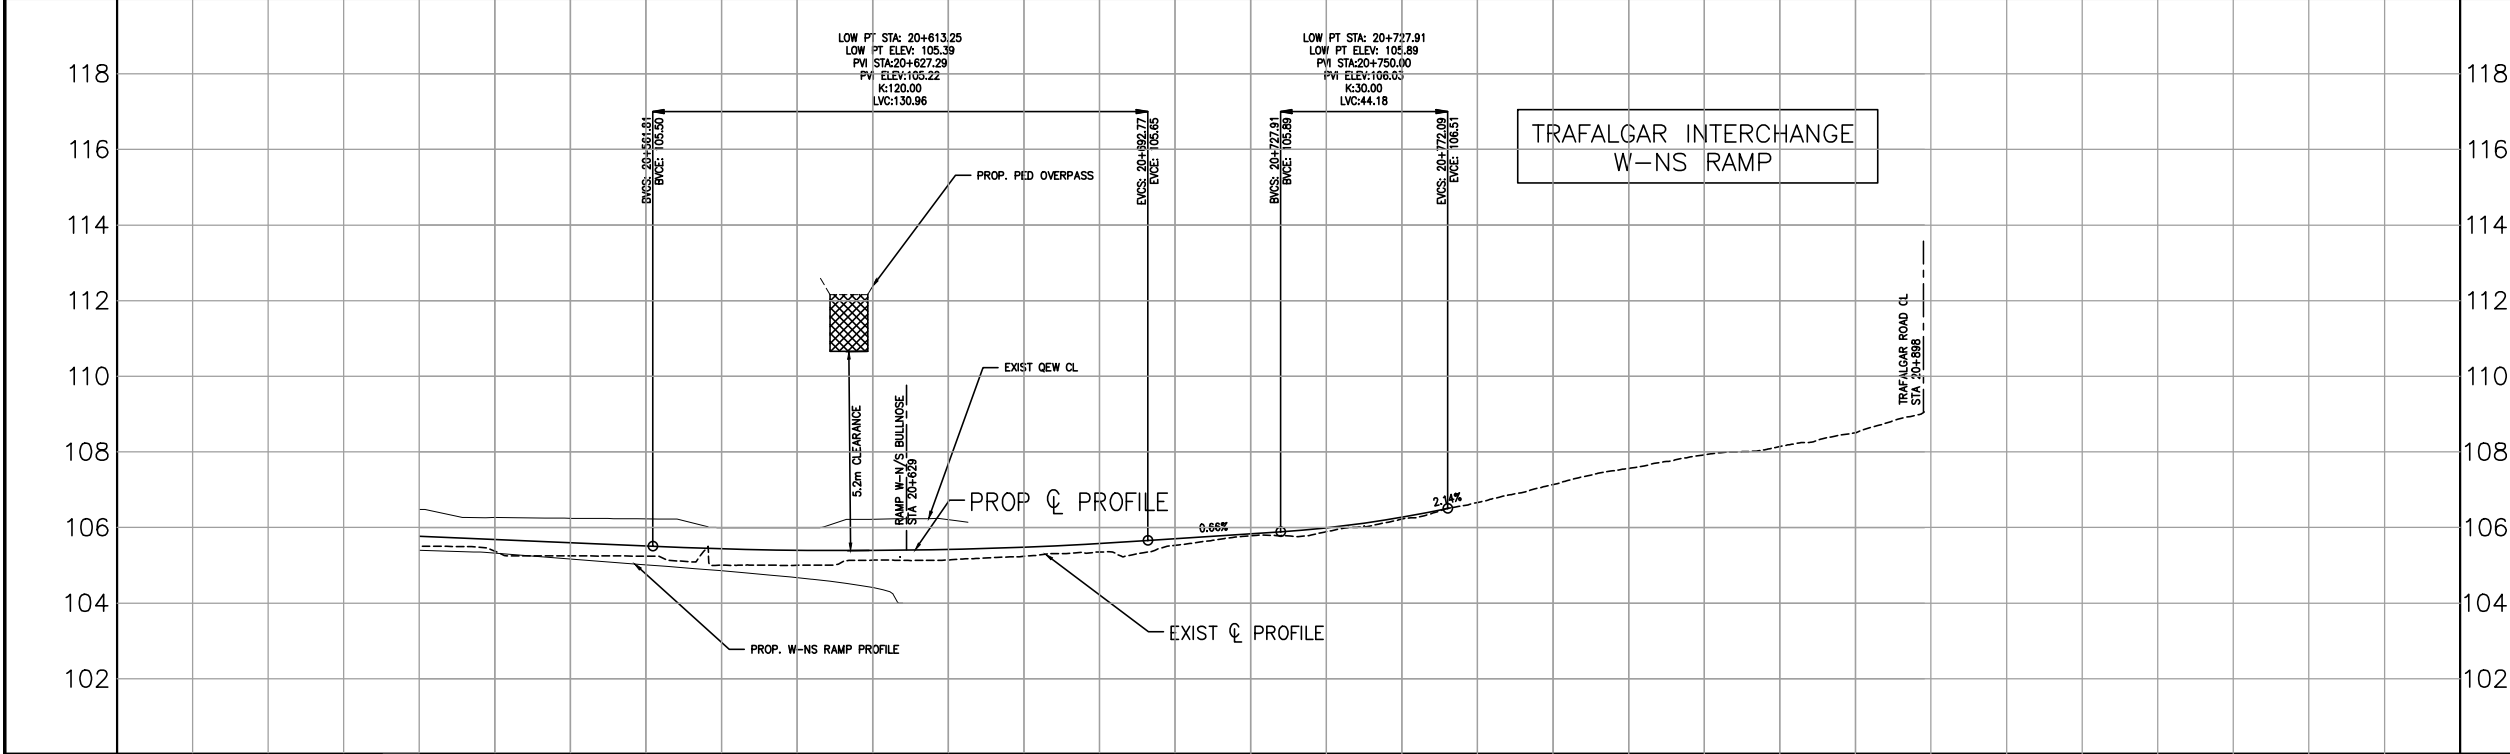 LOW PT STA: 20+613.25
LOW PT ELEV: 105.39
PVI STA:20+627.29
PVI ELEV:105.22
K:120.00
LVC:130.96
LOW PT STA: 20+727.91
LOW PT ELEV: 105.89
PVI STA:20+750.00
PVI ELEV:106.03
K:30.00
LVC:44.18
BVCS: 20+561.81
BVCE: 105.50
EVCS: 20+692.77
EVCE: 105.65
BVCS: 20+727.91
BVCE: 105.89
EVCS: 20+772.09
EVCE: 106.51
TRAFALGAR INTERCHANGE
W-NS RAMP
PROP. PED OVERPASS
EXIST QEW CL
5.2m CLEARANCE
RAMP W-N/S BULLNOSE
STA 20+629
TRAFALGAR ROAD CL
STA 20+898
PROP ℄ PROFILE
0.66%
2.14%
EXIST ℄ PROFILE
PROP. W-NS RAMP PROFILE
118
116
114
112
110
108
106
104
102
118
116
114
112
110
108
106
104
102